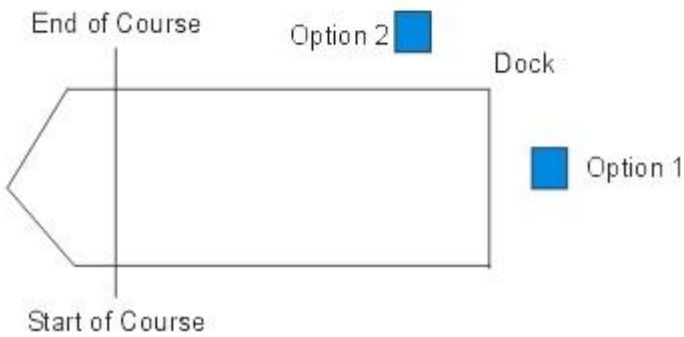 End of Course
Option 2
Dock
Option 1
Start of Course